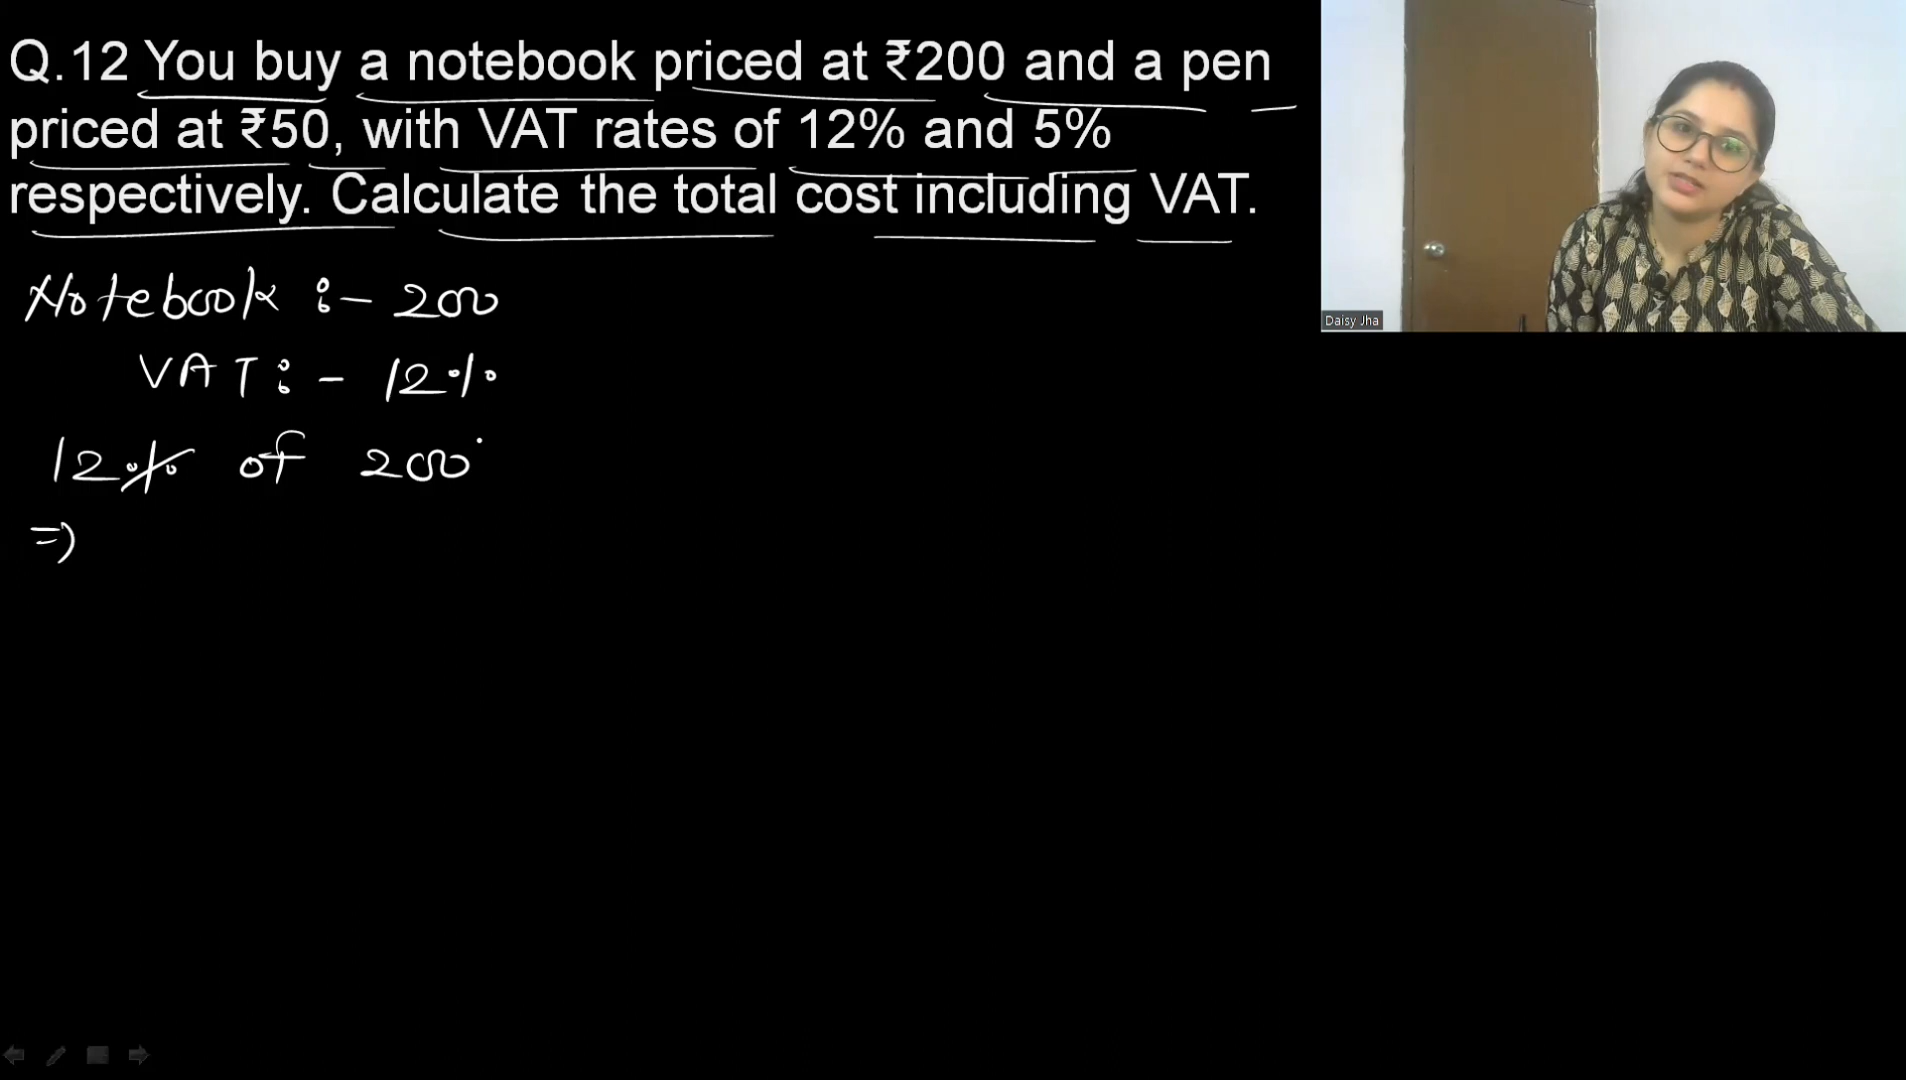 Q.12 You buy a notebook priced at ₹200 and a pen
priced at ₹50, with VAT rates of 12% and 5%
respectively. Calculate the total cost including VAT.
Daisy Jha
Notebook :- 200
VAT :- 12%
12% of 200
=)